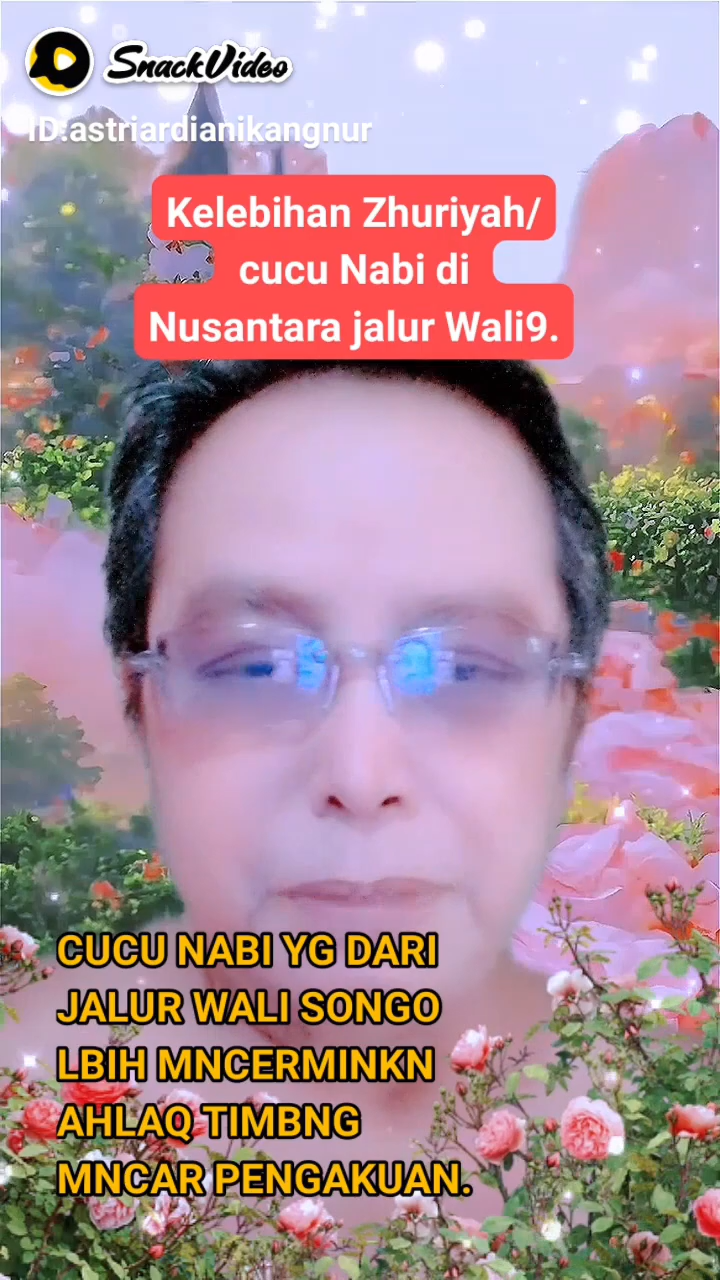 SnackVideo
ID:astriardianikangnur
Kelebihan Zhuriyah/
cucu Nabi di
Nusantara jalur Wali9.
CUCU NABI YG DARI
JALUR WALI SONGO
LBIH MNCERMINKN
AHLAQ TIMBNG
MNCAR PENGAKUAN.